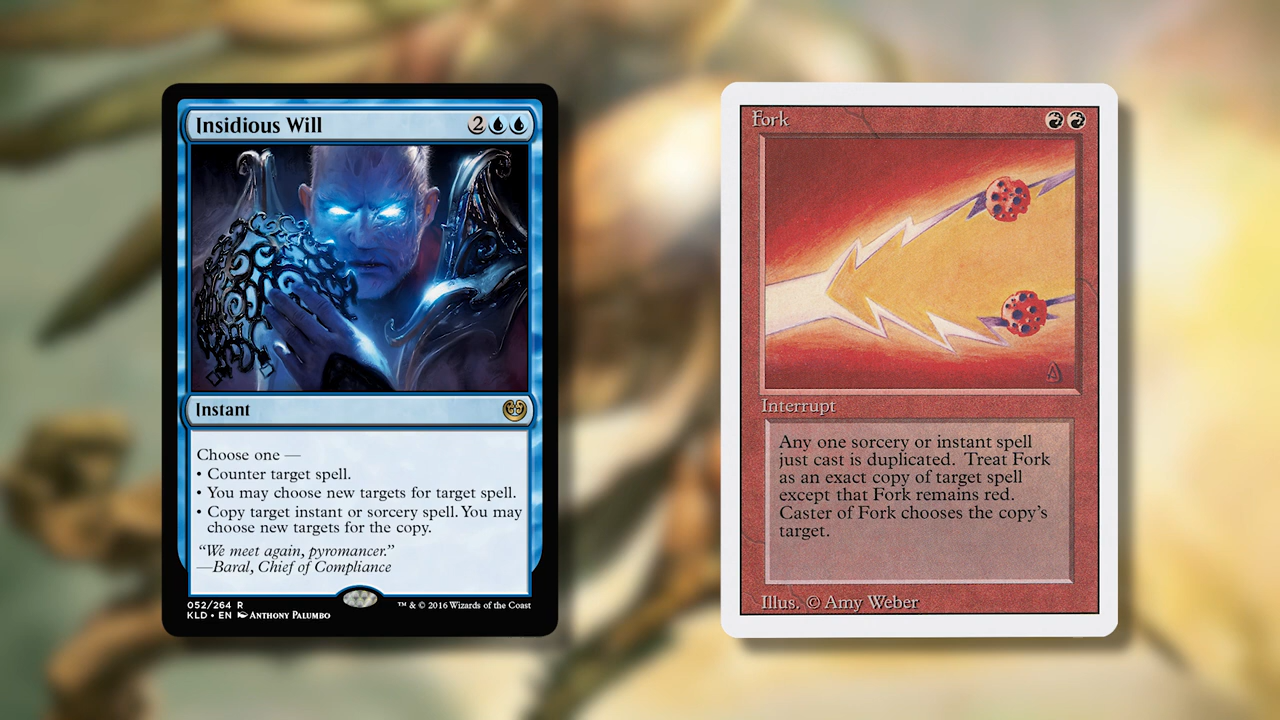 Insidious Will
2
Instant
Choose one —
• Counter target spell.
• You may choose new targets for target spell.
• Copy target instant or sorcery spell. You may
choose new targets for the copy.
“We meet again, pyromancer.”
—Baral, Chief of Compliance
052/264 R
KLD • EN Anthony Palumbo
™ & © 2016 Wizards of the Coast
Fork
Interrupt
Any one sorcery or instant spell
just cast is duplicated. Treat Fork
as an exact copy of target spell
except that Fork remains red.
Caster of Fork chooses the copy’s
target.
Illus. © Amy Weber